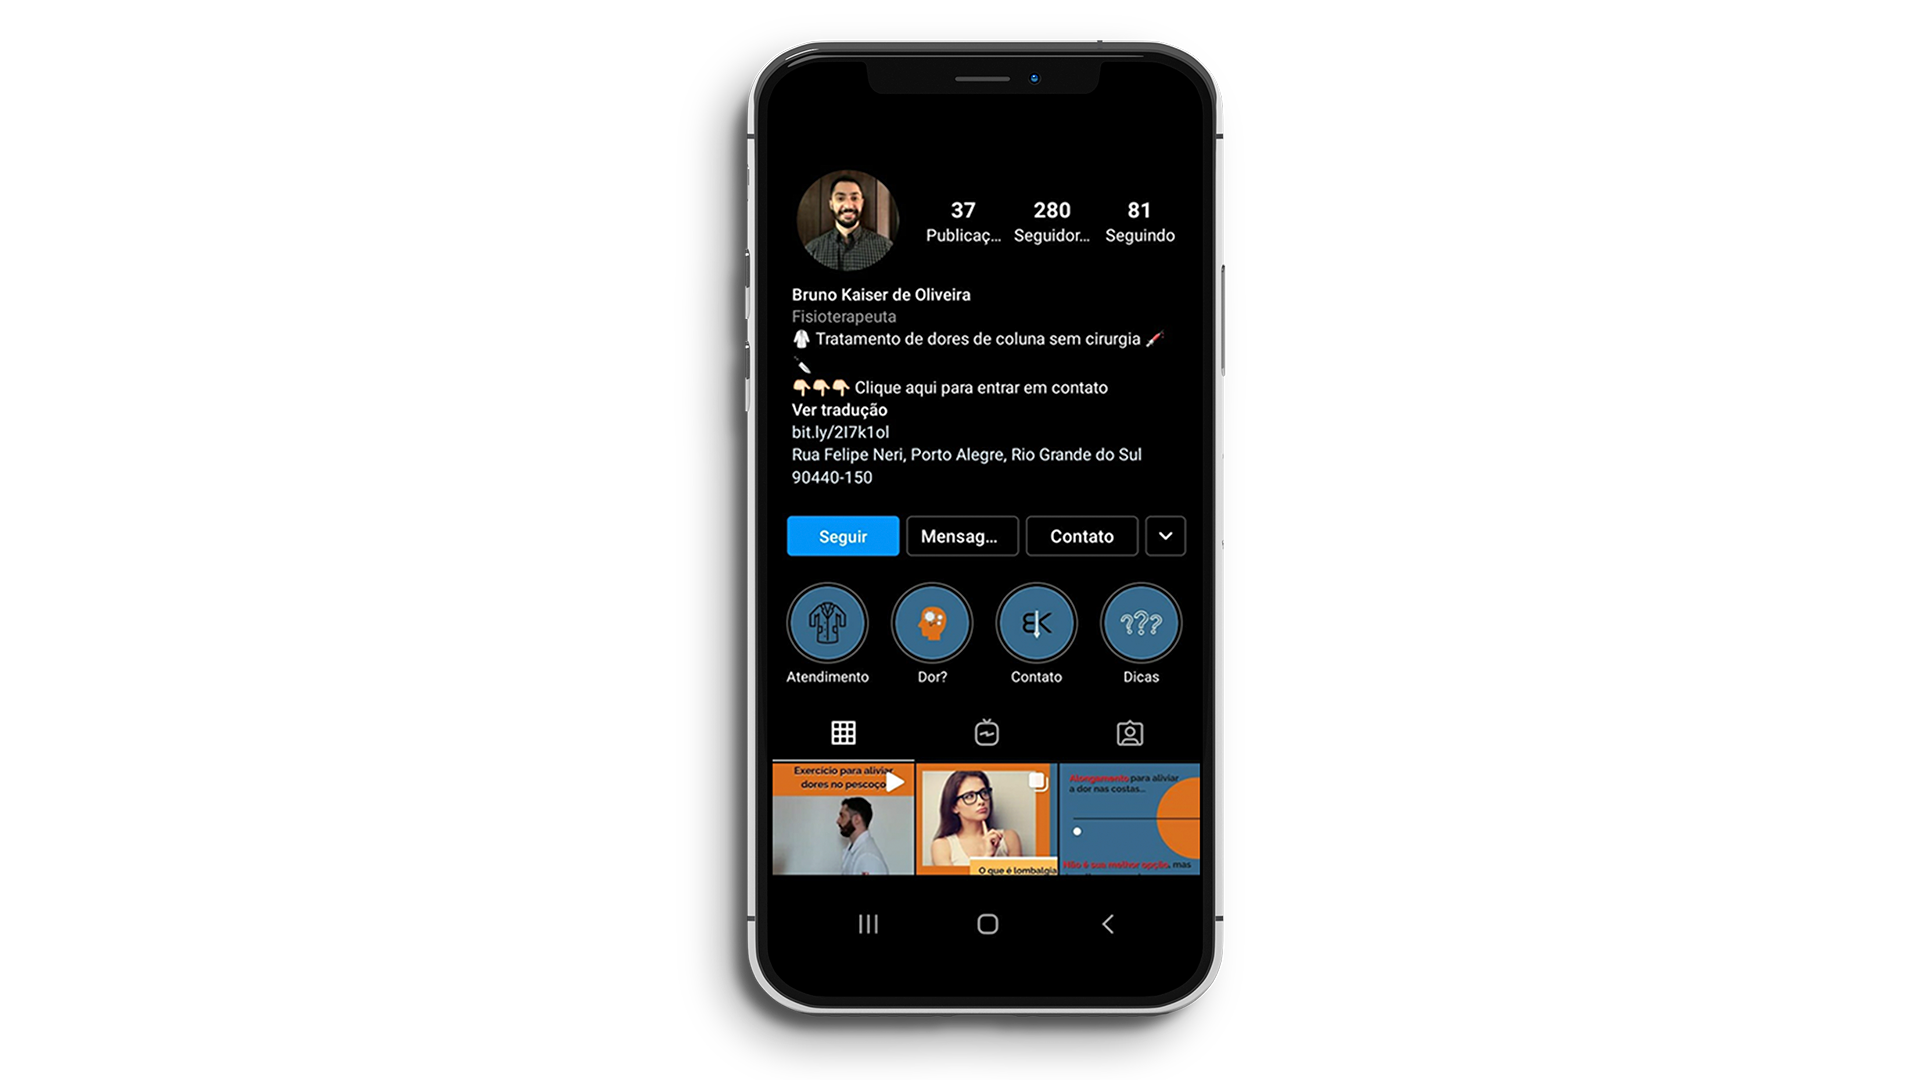 37 280 81
Publicaç... Seguidor... Seguindo
Bruno Kaiser de Oliveira
Fisioterapeuta
Tratamento de dores de coluna sem cirurgia
Clique aqui para entrar em contato
Ver tradução
bit.ly/2I7k1ol
Rua Felipe Neri, Porto Alegre, Rio Grande do Sul
90440-150
Seguir Mensag... Contato
???
Atendimento Dor? Contato Dicas
Exercício para aliviar
dores no pescoço
O que é lombalgia
Alongamento para aliviar
a dor nas costas...
Não é sua melhor opção, mas